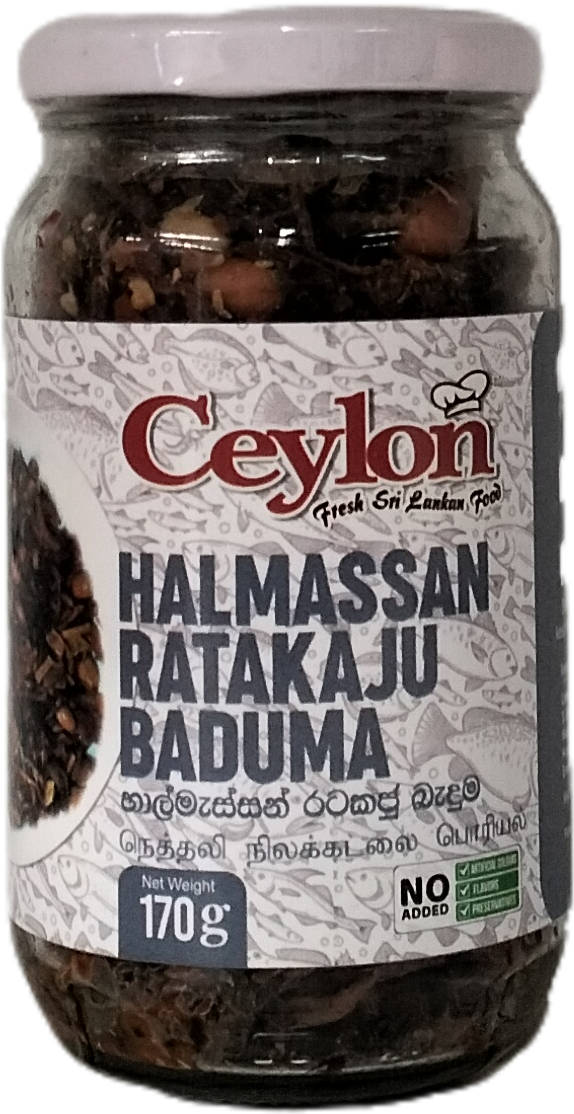 Ceylon
Fresh Sri Lankan Food
HALMASSAN
RATAKAJU
BADUMA
හාල්මැස්සන් රටකජු බැදුම
நெத்தலி நிலக்கடலை பொரியல்
Net Weight
170g
NO
ADDED
ARTIFICIAL COLOURS
FLAVORS
PRESERVATIVES